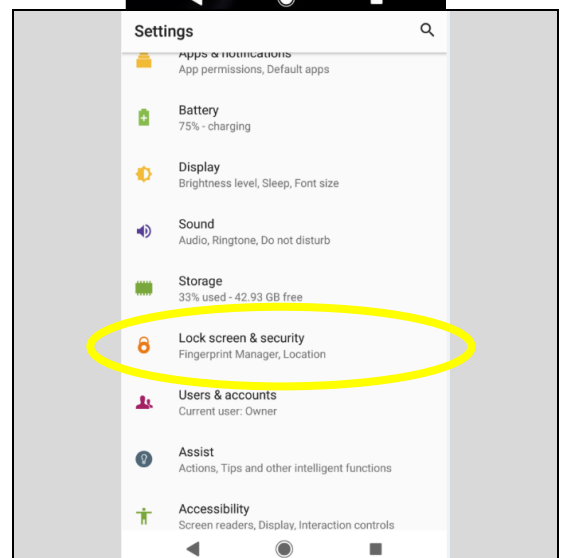 Settings
Apps & notifications
App permissions, Default apps
Battery
75% - charging
Display
Brightness level, Sleep, Font size
Sound
Audio, Ringtone, Do not disturb
Storage
33% used - 42.93 GB free
Lock screen & security
Fingerprint Manager, Location
Users & accounts
Current user: Owner
Assist
Actions, Tips and other intelligent functions
Accessibility
Screen readers, Display, Interaction controls